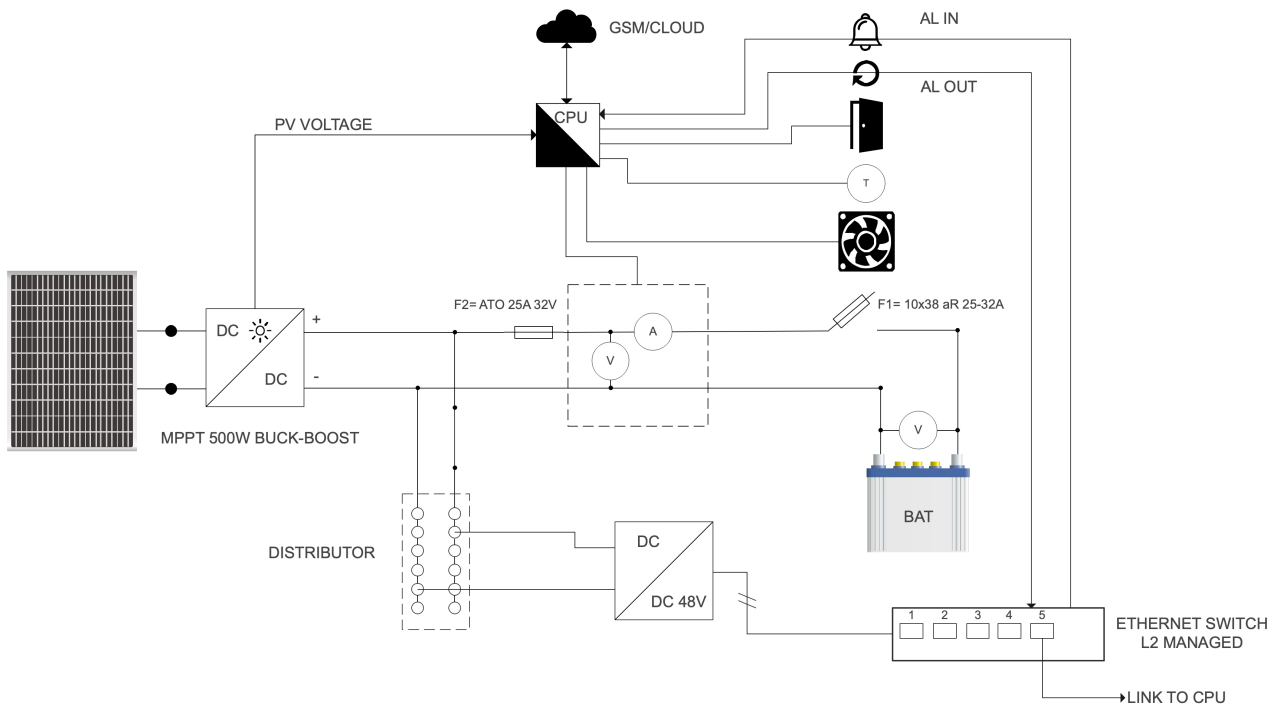 AL IN
GSM/CLOUD
AL OUT
CPU
PV VOLTAGE
T
F2= ATO 25A 32V
F1= 10x38 aR 25-32A
+
DC
A
V
DC
-
V
MPPT 500W BUCK-BOOST
BAT
DC
DISTRIBUTOR
DC 48V
1 2 3 4 5
ETHERNET SWITCH
L2 MANAGED
LINK TO CPU